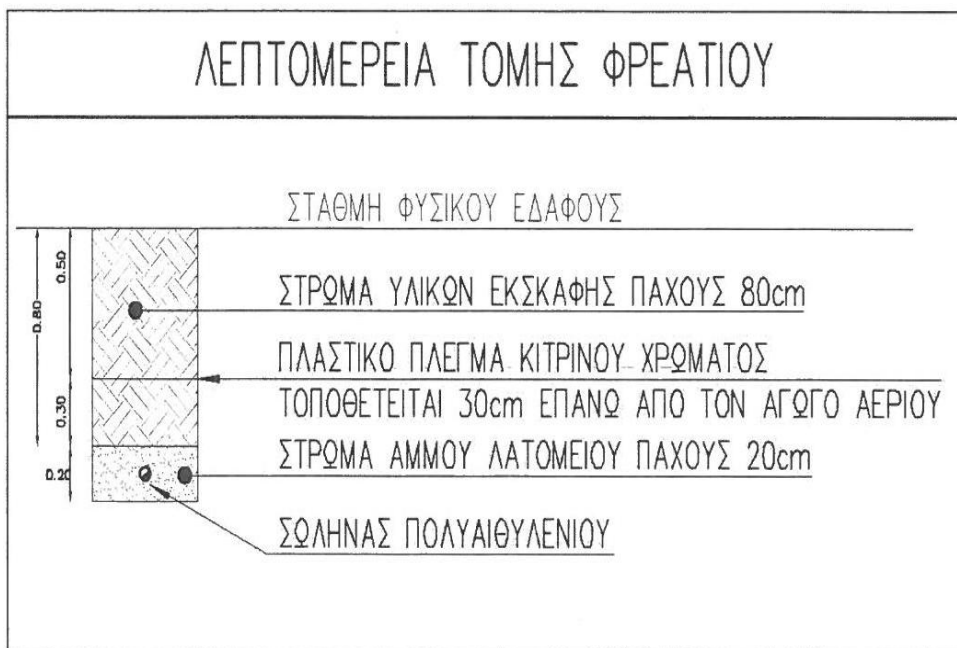 ΛΕΠΤΟΜΕΡΕΙΑ ΤΟΜΗΣ ΦΡΕΑΤΙΟΥ
ΣΤΑΘΜΗ ΦΥΣΙΚΟΥ ΕΔΑΦΟΥΣ
0.50
0.80
ΣΤΡΩΜΑ ΥΛΙΚΩΝ ΕΚΣΚΑΦΗΣ ΠΑΧΟΥΣ 80cm
ΠΛΑΣΤΙΚΟ ΠΛΕΓΜΑ ΚΙΤΡΙΝΟΥ ΧΡΩΜΑΤΟΣ
0.30
ΤΟΠΟΘΕΤΕΙΤΑΙ 30cm ΕΠΑΝΩ ΑΠΟ ΤΟΝ ΑΓΩΓΟ ΑΕΡΙΟΥ
ΣΤΡΩΜΑ ΑΜΜΟΥ ΛΑΤΟΜΕΙΟΥ ΠΑΧΟΥΣ 20cm
0.20
ΣΩΛΗΝΑΣ ΠΟΛΥΑΙΘΥΛΕΝΙΟΥ